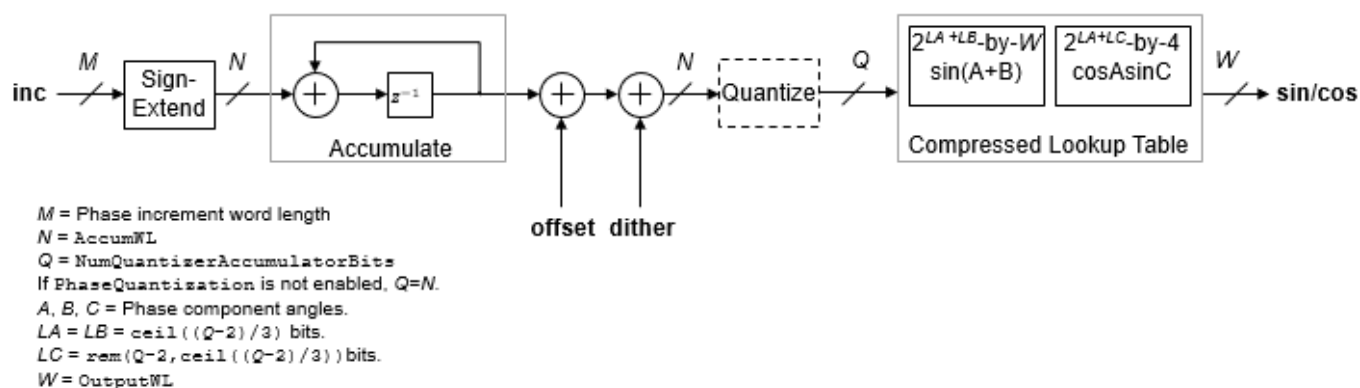 M
N
N
Q
W
inc
Sign-
Extend
+
z⁻¹
Accumulate
+
+
Quantize
2^LA+LB-by-W
sin(A+B)
2^LA+LC-by-4
cosAsinC
Compressed Lookup Table
sin/cos
offset
dither
M = Phase increment word length
N = AccumWL
Q = NumQuantizerAccumulatorBits
If PhaseQuantization is not enabled, Q=N.
A, B, C = Phase component angles.
LA = LB = ceil((Q-2)/3) bits.
LC = rem(Q-2,ceil((Q-2)/3))bits.
W = OutputWL